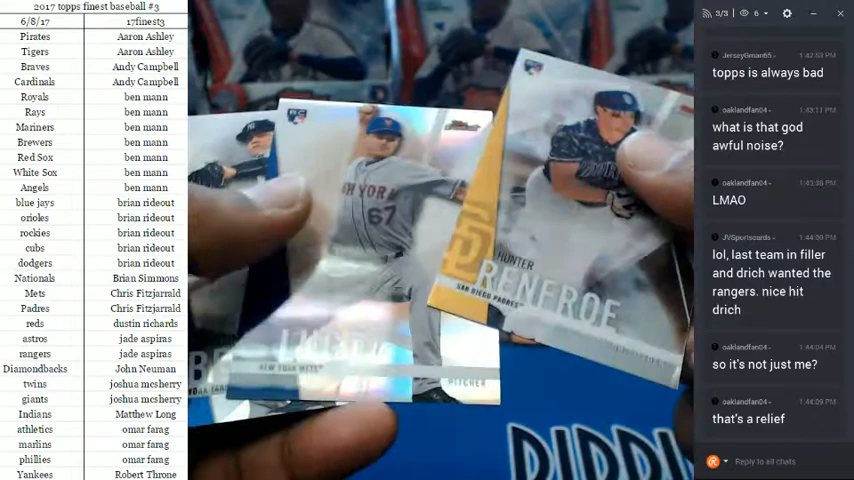 2017 topps finest baseball #3
6/8/17 17finest3
Pirates Aaron Ashley
Tigers Aaron Ashley
Braves Andy Campbell
Cardinals Andy Campbell
Royals ben mann
Rays ben mann
Mariners ben mann
Brewers ben mann
Red Sox ben mann
White Sox ben mann
Angels ben mann
blue jays brian rideout
orioles brian rideout
rockies brian rideout
cubs brian rideout
dodgers brian rideout
Nationals Brian Simmons
Mets Chris Fitzjarrald
Padres Chris Fitzjarrald
reds dustin richards
astros jade aspiras
rangers jade aspiras
Diamondbacks John Neuman
twins joshua mcsherry
giants joshua mcsherry
Indians Matthew Long
athletics omar farag
marlins omar farag
phillies omar farag
Yankees Robert Throne
RC
NEW YORK
67
NEW YORK METS
PITCHER
HUNTER
RENFROE
SAN DIEGO PADRES
3/3 6
JerseyGman65 1:42:53 PM
topps is always bad
oaklandfan04 1:43:11 PM
what is that god
awful noise?
oaklandfan04 1:43:38 PM
LMAO
JVSportscards 1:44:00 PM
lol, last team in filler
and drich wanted the
rangers. nice hit
drich
oaklandfan04 1:44:04 PM
so it's not just me?
oaklandfan04 1:44:09 PM
that's a relief
Reply to all chats